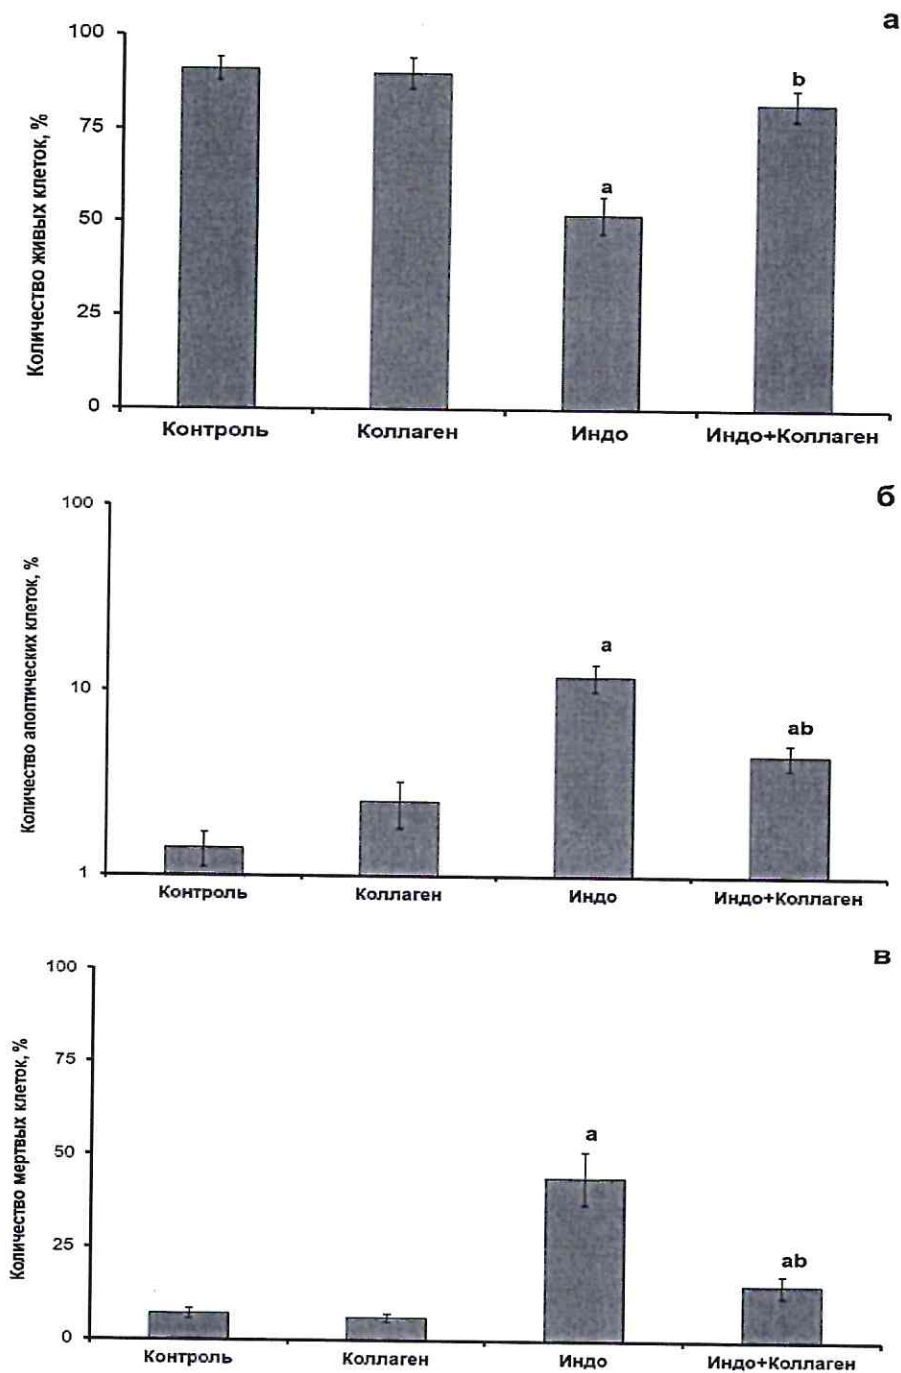 а
100
75
50
25
0
Количество живых клеток, %
a
b
Контроль
Коллаген
Индо
Индо+Коллаген
б
100
10
1
Количество апоптических клеток, %
a
ab
Контроль
Коллаген
Индо
Индо+Коллаген
в
100
75
50
25
0
Количество мертвых клеток, %
a
ab
Контроль
Коллаген
Индо
Индо+Коллаген